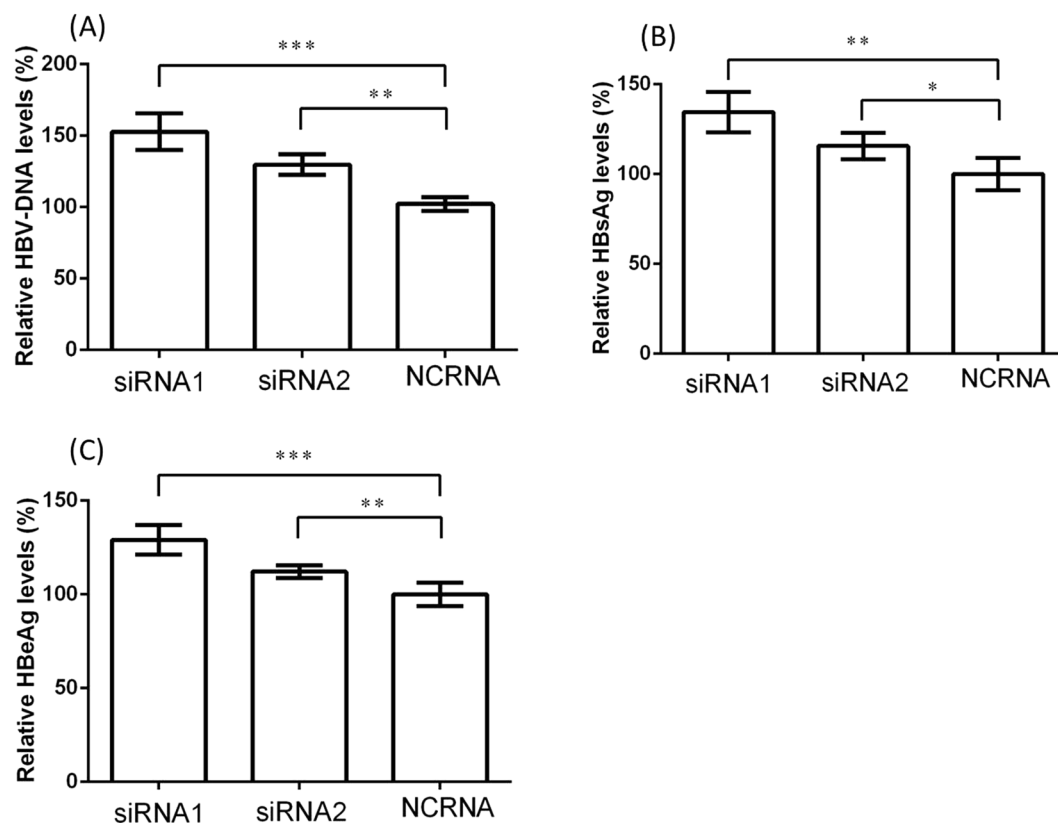 (A)
Relative HBV-DNA levels (%)
200
150
100
50
0
***
**
siRNA1 siRNA2 NCRNA
(B)
Relative HBsAg levels (%)
150
100
50
0
**
*
siRNA1 siRNA2 NCRNA
(C)
Relative HBeAg levels (%)
150
100
50
0
***
**
siRNA1 siRNA2 NCRNA